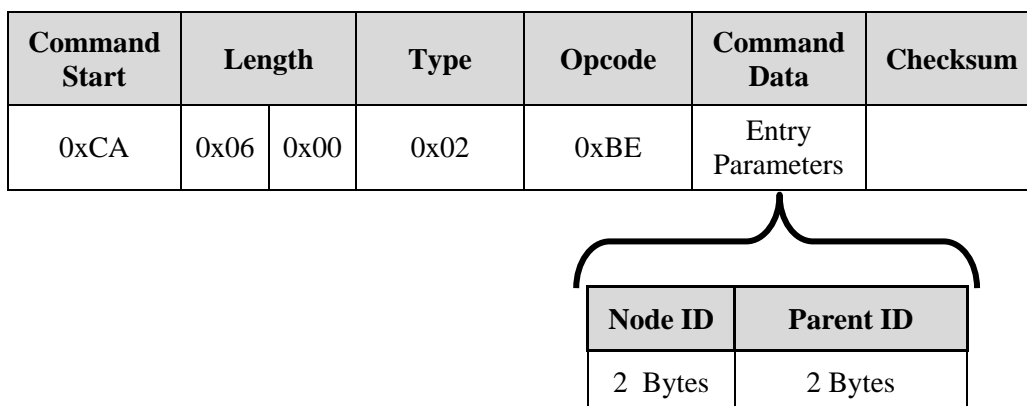 Command Start Length Type Opcode Command Data Checksum
0xCA 0x06 0x00 0x02 0xBE Entry Parameters
Node ID Parent ID
2 Bytes 2 Bytes